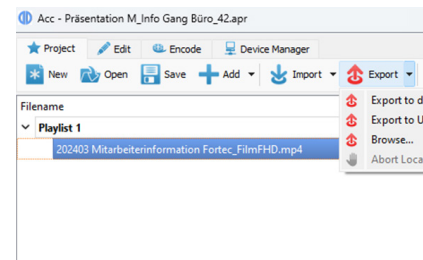 Acc - Präsentation M_Info Gang Büro_42.apr
Project Edit Encode Device Manager
New Open Save Add Import Export
Filename
Export to d
Export to U
Playlist 1
Browse...
202403 Mitarbeiterinformation Fortec_FilmFHD.mp4
Abort Loca